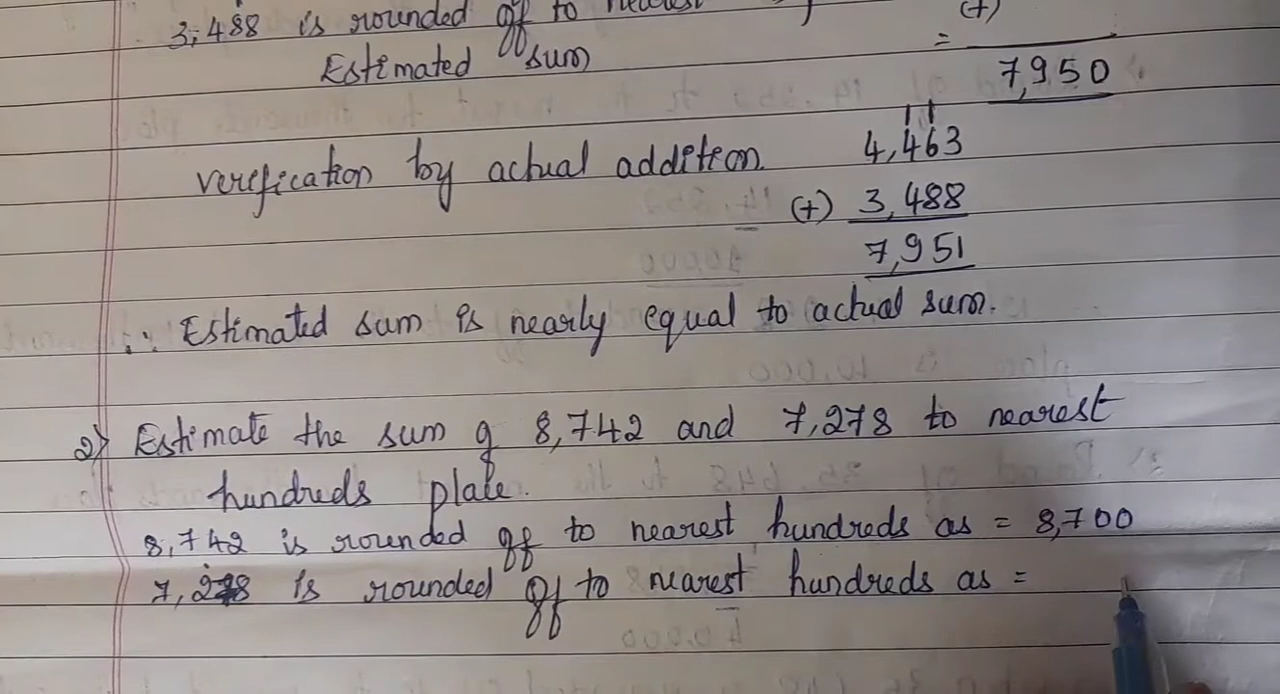 3,488 is rounded off to nearest
(+)
Estimated sum = 7,950
verification by actual addition. 4,463
(+) 3,488
7,951
∴ Estimated sum is nearly equal to actual sum.
2) Estimate the sum of 8,742 and 7,278 to nearest
hundreds place.
8,742 is rounded off to nearest hundreds as = 8,700
7,278 is rounded off to nearest hundreds as =